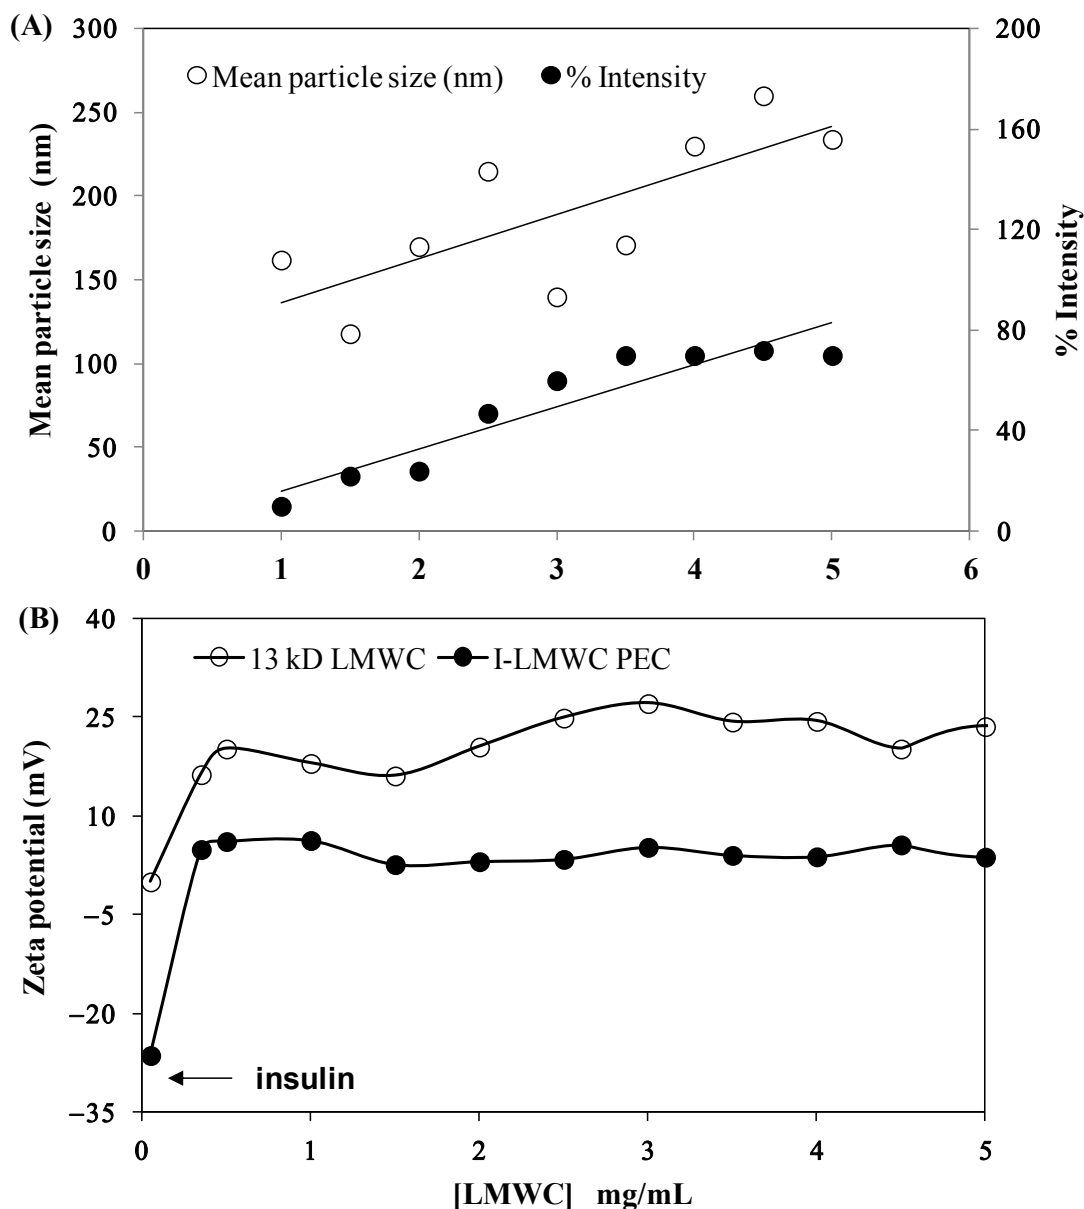 (A)
300
250
200
150
100
50
0
Mean particle size (nm)
Mean particle size (nm)
% Intensity
200
160
120
80
40
0
% Intensity
0 1 2 3 4 5 6
(B)
40
25
10
−5
−20
−35
Zeta potential (mV)
13 kD LMWC
I-LMWC PEC
insulin
0 1 2 3 4 5
[LMWC] mg/mL